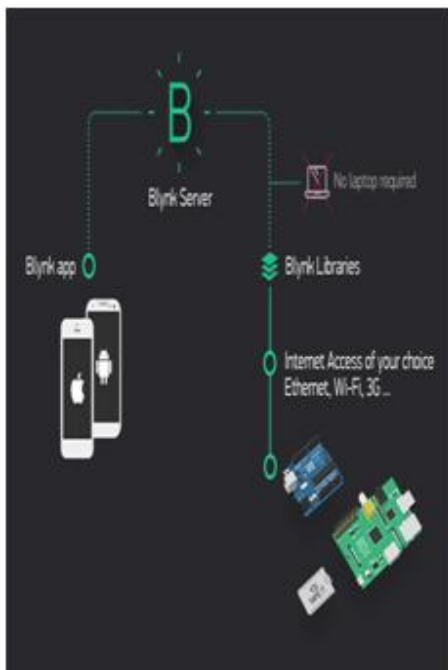 B
Blynk Server
No laptop required
Blynk app
Blynk Libraries
Internet Access of your choice
Ethernet, Wi-Fi, 3G ...